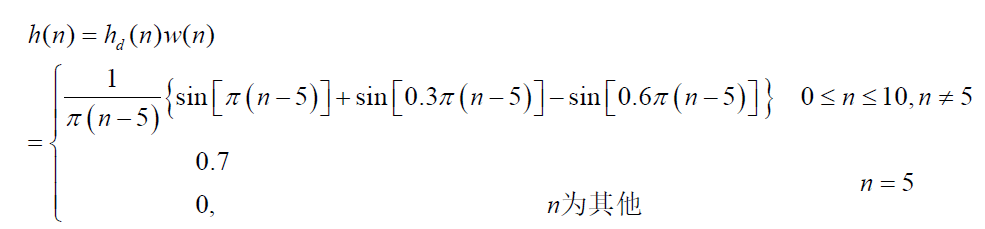 h(n) = h_d(n)w(n)
= { \frac{1}{π(n−5)} {sin[π(n−5)]+sin[0.3π(n−5)]−sin[0.6π(n−5)]} 0≤n≤10, n≠5
0.7 n=5
0, n为其他